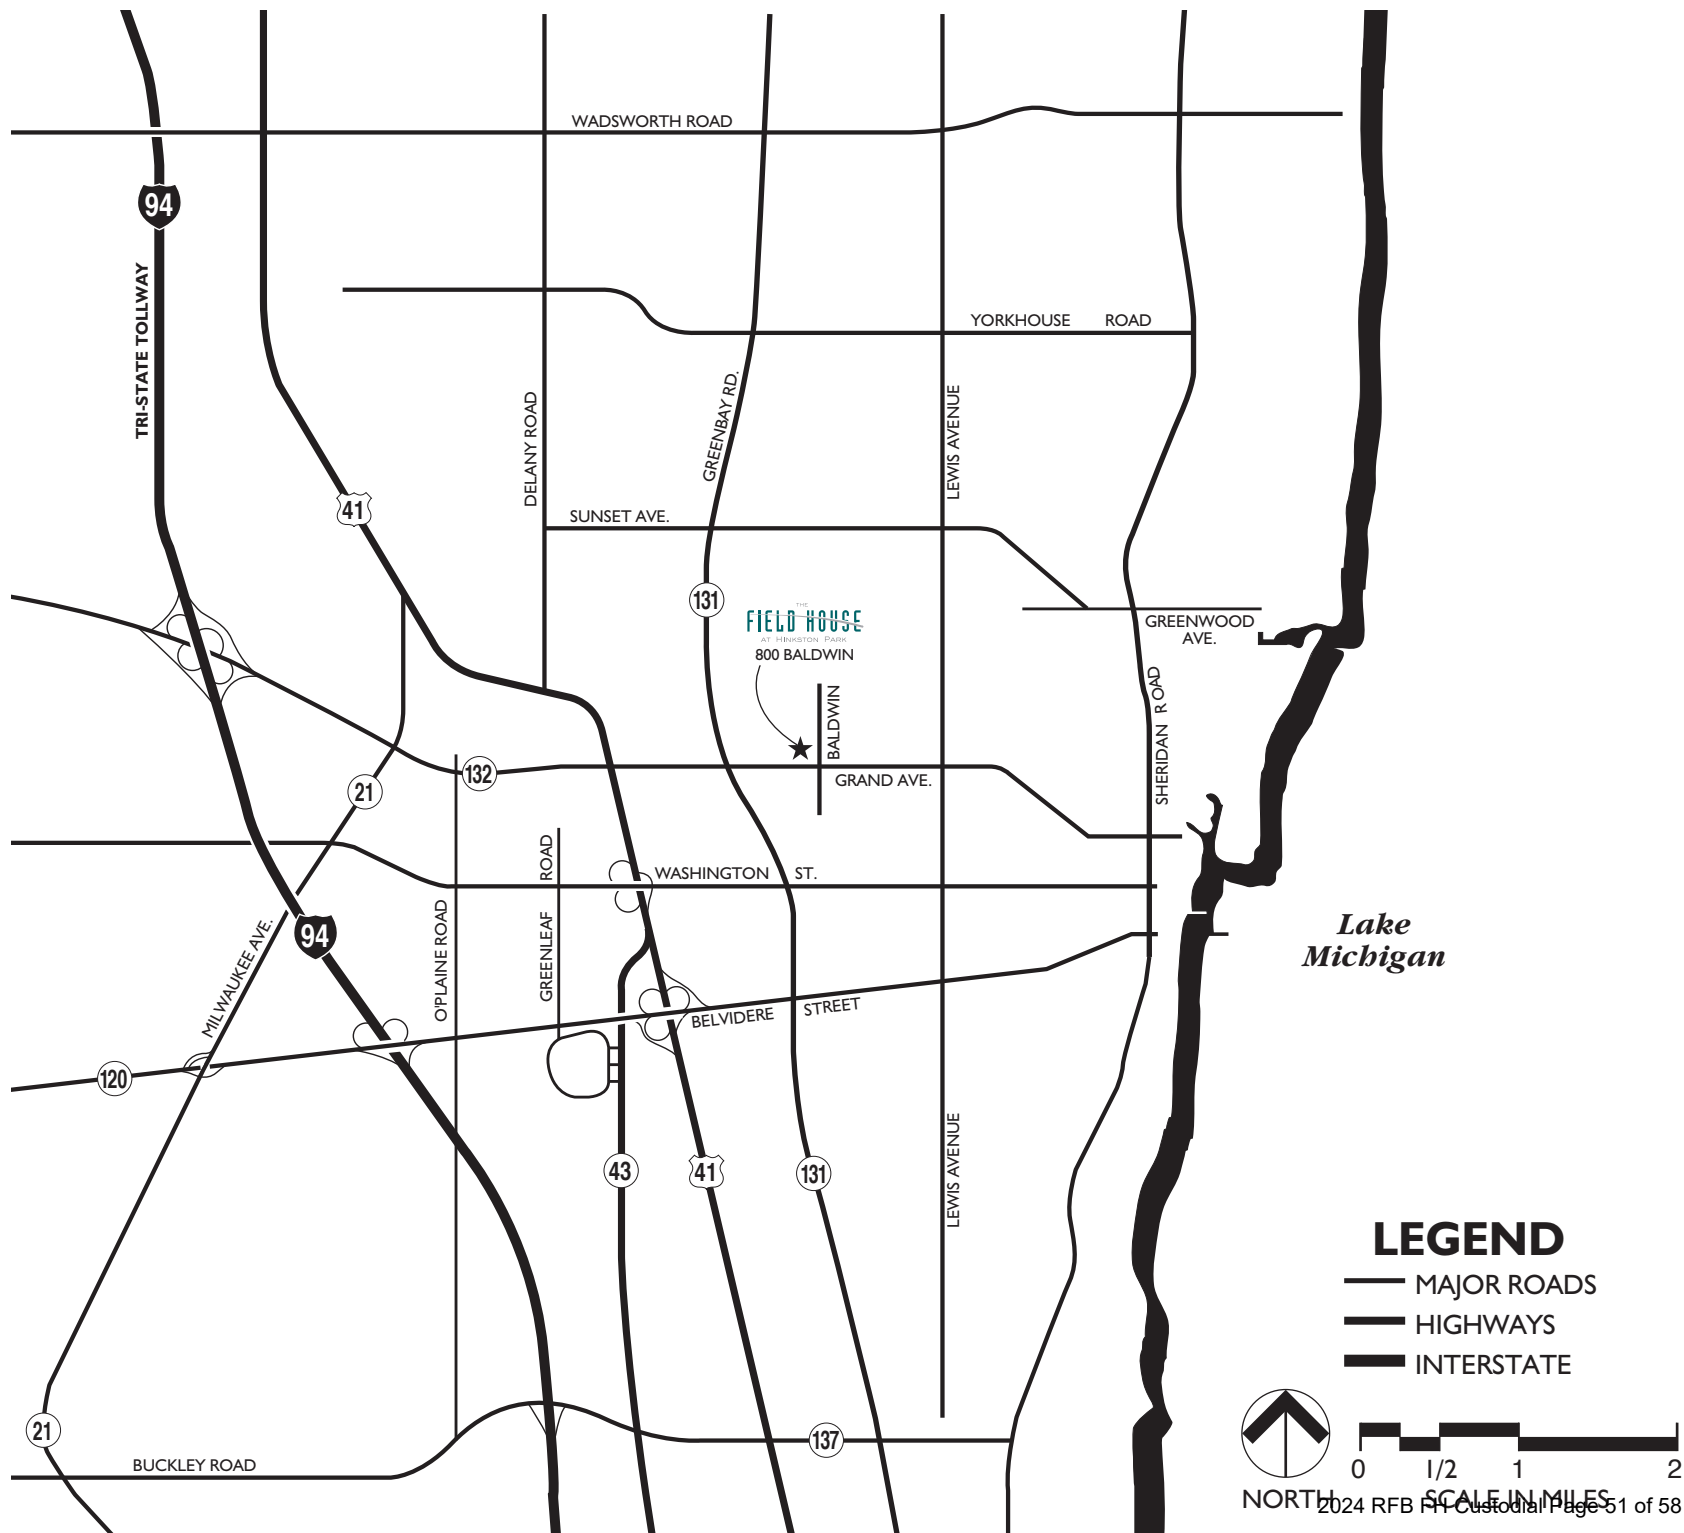 WADSWORTH ROAD
94
TRI-STATE TOLLWAY
YORKHOUSE ROAD
GREENBAY RD.
DELANY ROAD
LEWIS AVENUE
41
SUNSET AVE.
131
THE
FIELD HOUSE
AT HINKSTON PARK
800 BALDWIN
GREENWOOD
AVE.
SHERIDAN ROAD
BALDWIN
132
GRAND AVE.
21
WASHINGTON ST.
GREENLEAF ROAD
O'PLAINE ROAD
MILWAUKEE AVE.
94
Lake
Michigan
BELVIDERE STREET
120
43
41
131
LEWIS AVENUE
LEGEND
MAJOR ROADS
HIGHWAYS
INTERSTATE
21
137
BUCKLEY ROAD
0 1/2 1 2
NORTH
SCALE IN MILES
2024 RFB FH Custodial Page 51 of 58